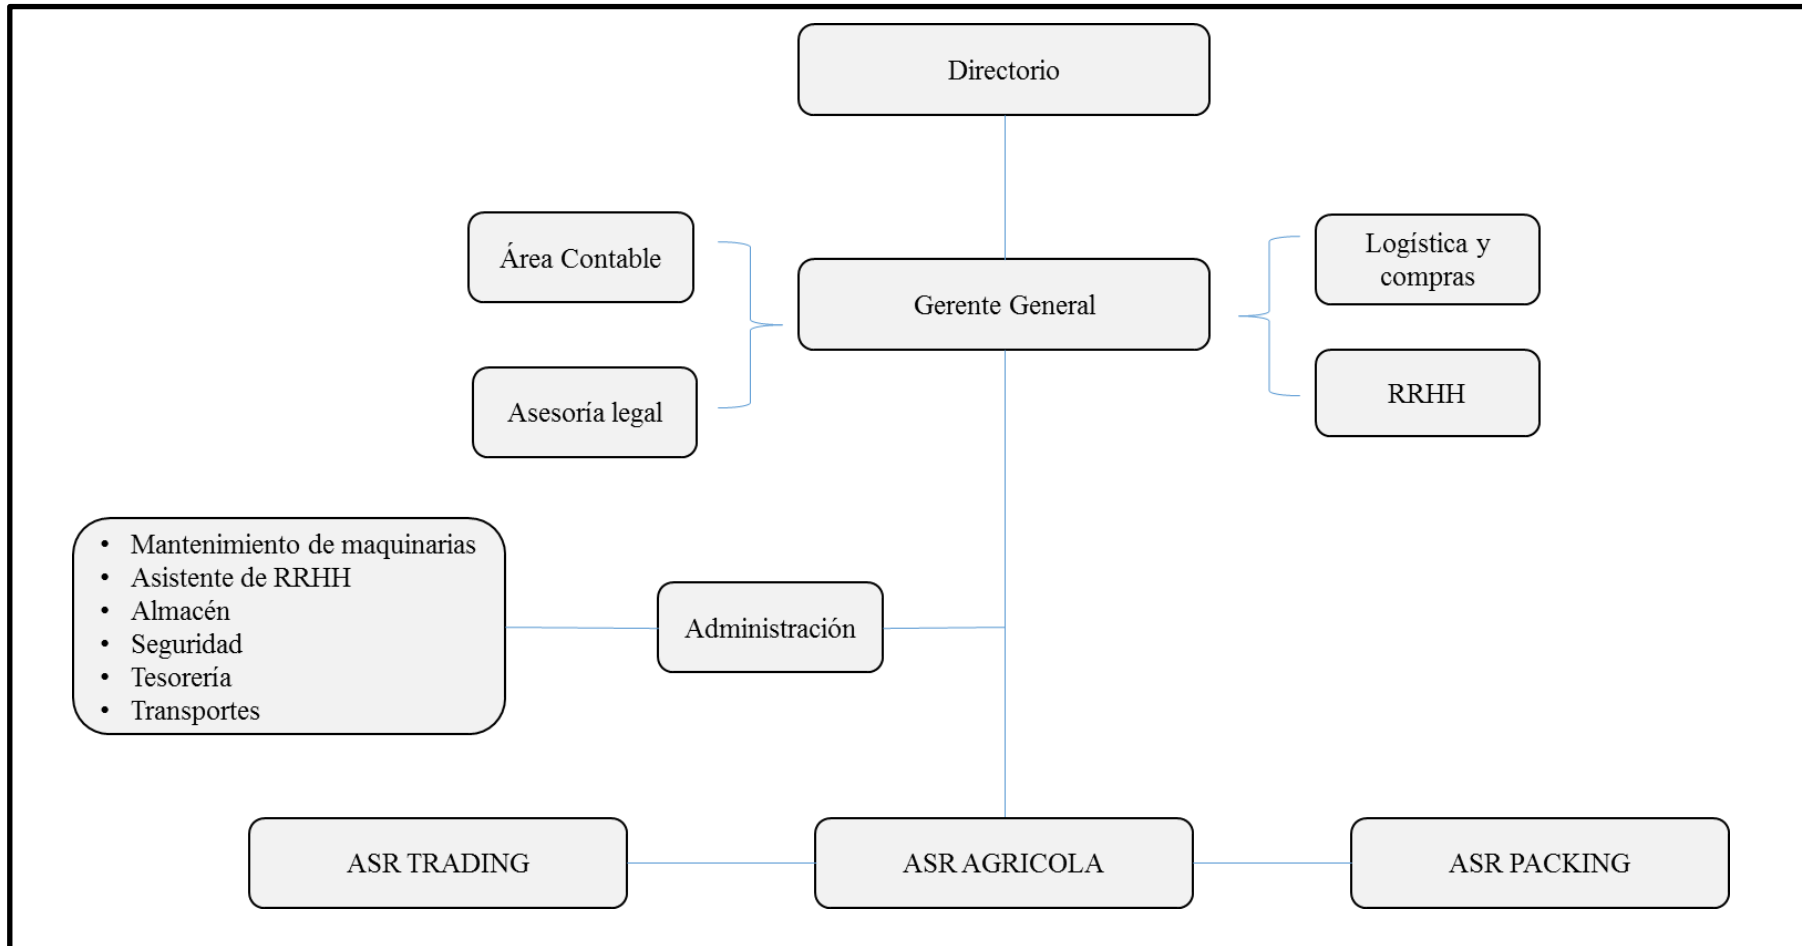 Directorio
Área Contable
Gerente General
Logística y
compras
Asesoría legal
RRHH
• Mantenimiento de maquinarias
• Asistente de RRHH
• Almacén
• Seguridad
• Tesorería
• Transportes
Administración
ASR TRADING
ASR AGRICOLA
ASR PACKING